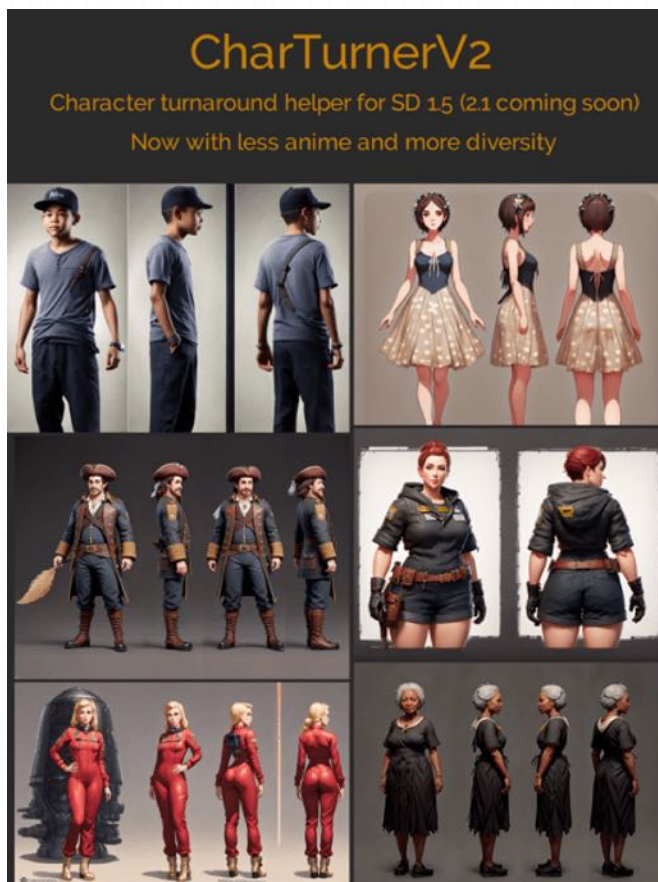 CharTurnerV2
Character turnaround helper for SD 1.5 (2.1 coming soon)
Now with less anime and more diversity